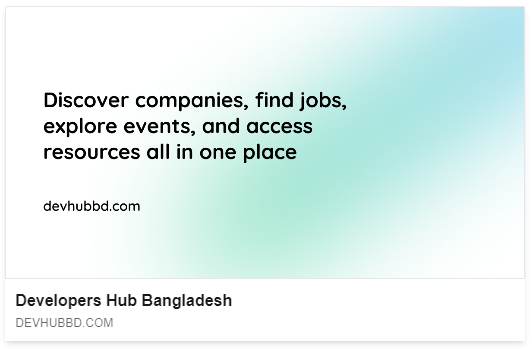 Discover companies, find jobs,
explore events, and access
resources all in one place
devhubbd.com
Developers Hub Bangladesh
DEVHUBBD.COM